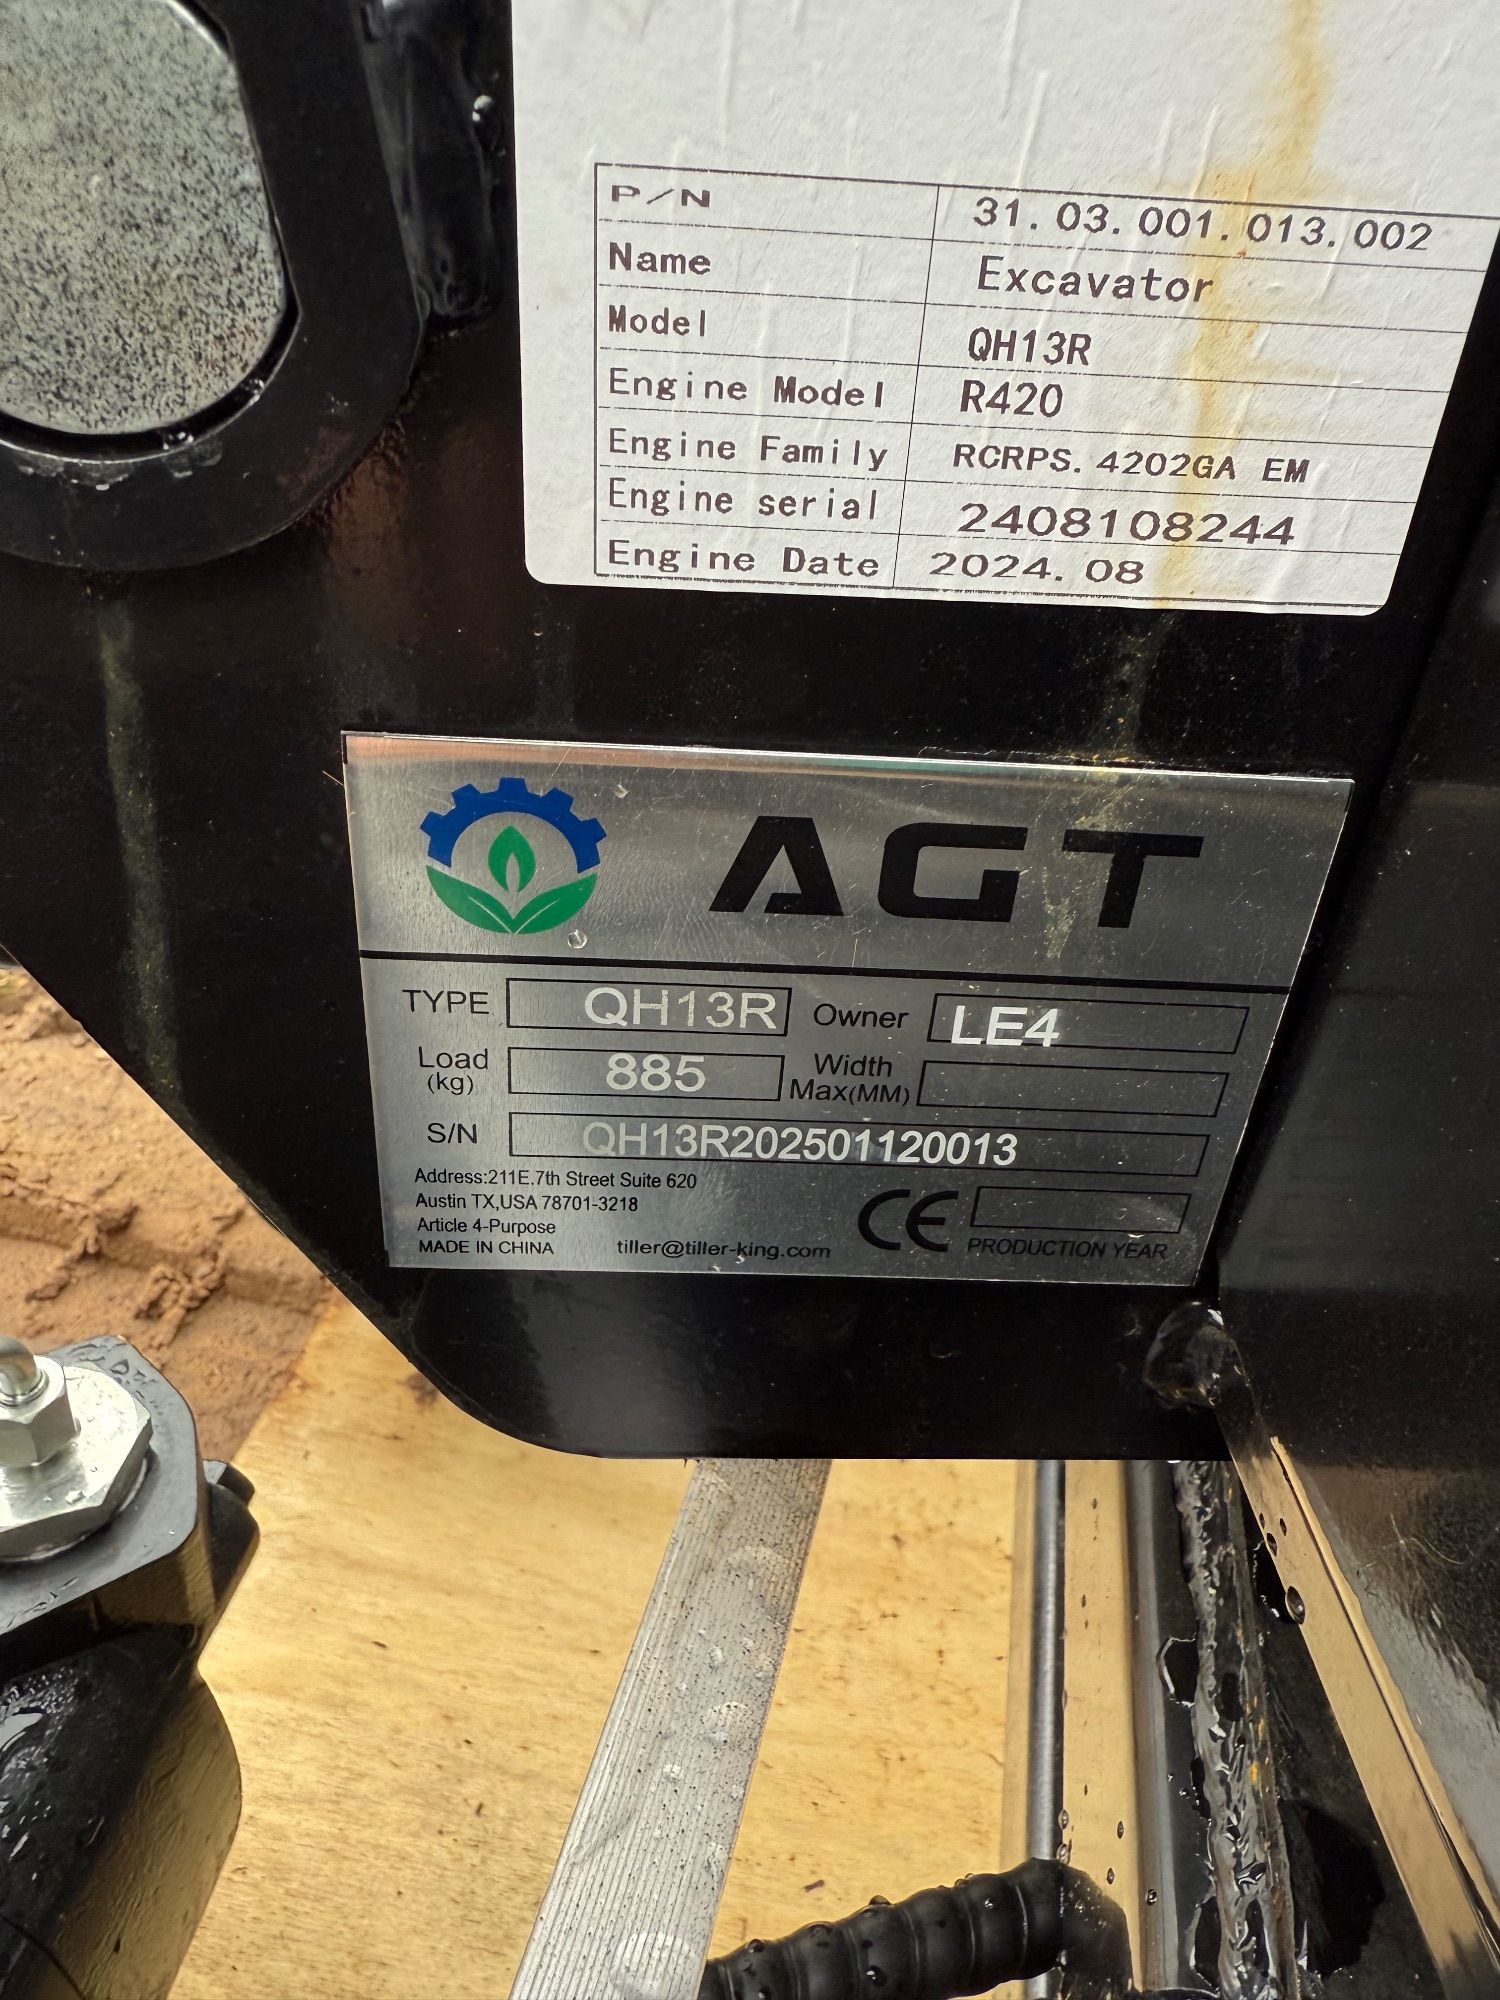 P/N 31.03.001.013.002
Name Excavator
Model QH13R
Engine Model R420
Engine Family RCRPS.4202GA EM
Engine serial 2408108244
Engine Date 2024.08
AGT
TYPE QH13R Owner LE4
Load (kg) 885 Width Max(MM)
S/N QH13R202501120013
Address:211E.7th Street Suite 620
Austin TX,USA 78701-3218
Article 4-Purpose
MADE IN CHINA tiller@tiller-king.com CE PRODUCTION YEAR